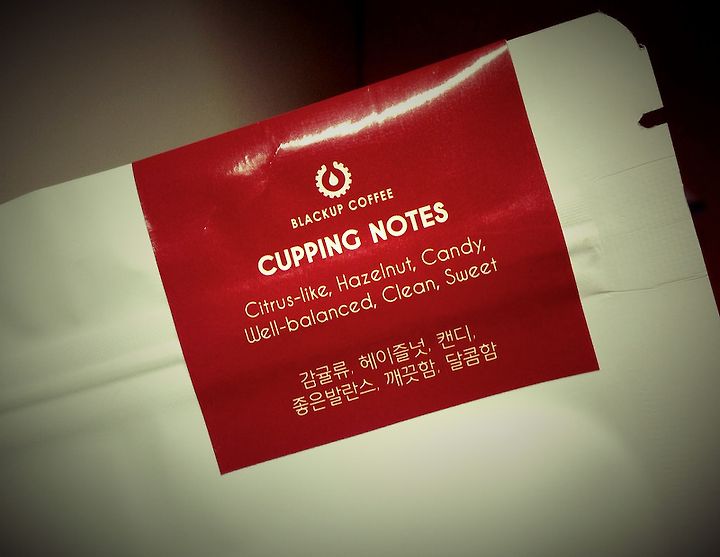 BLACKUP COFFEE
CUPPING NOTES
Citrus-like, Hazelnut, Candy,
Well-balanced, Clean, Sweet
감귤류, 헤이즐넛, 캔디,
좋은발란스, 깨끗함, 달콤함